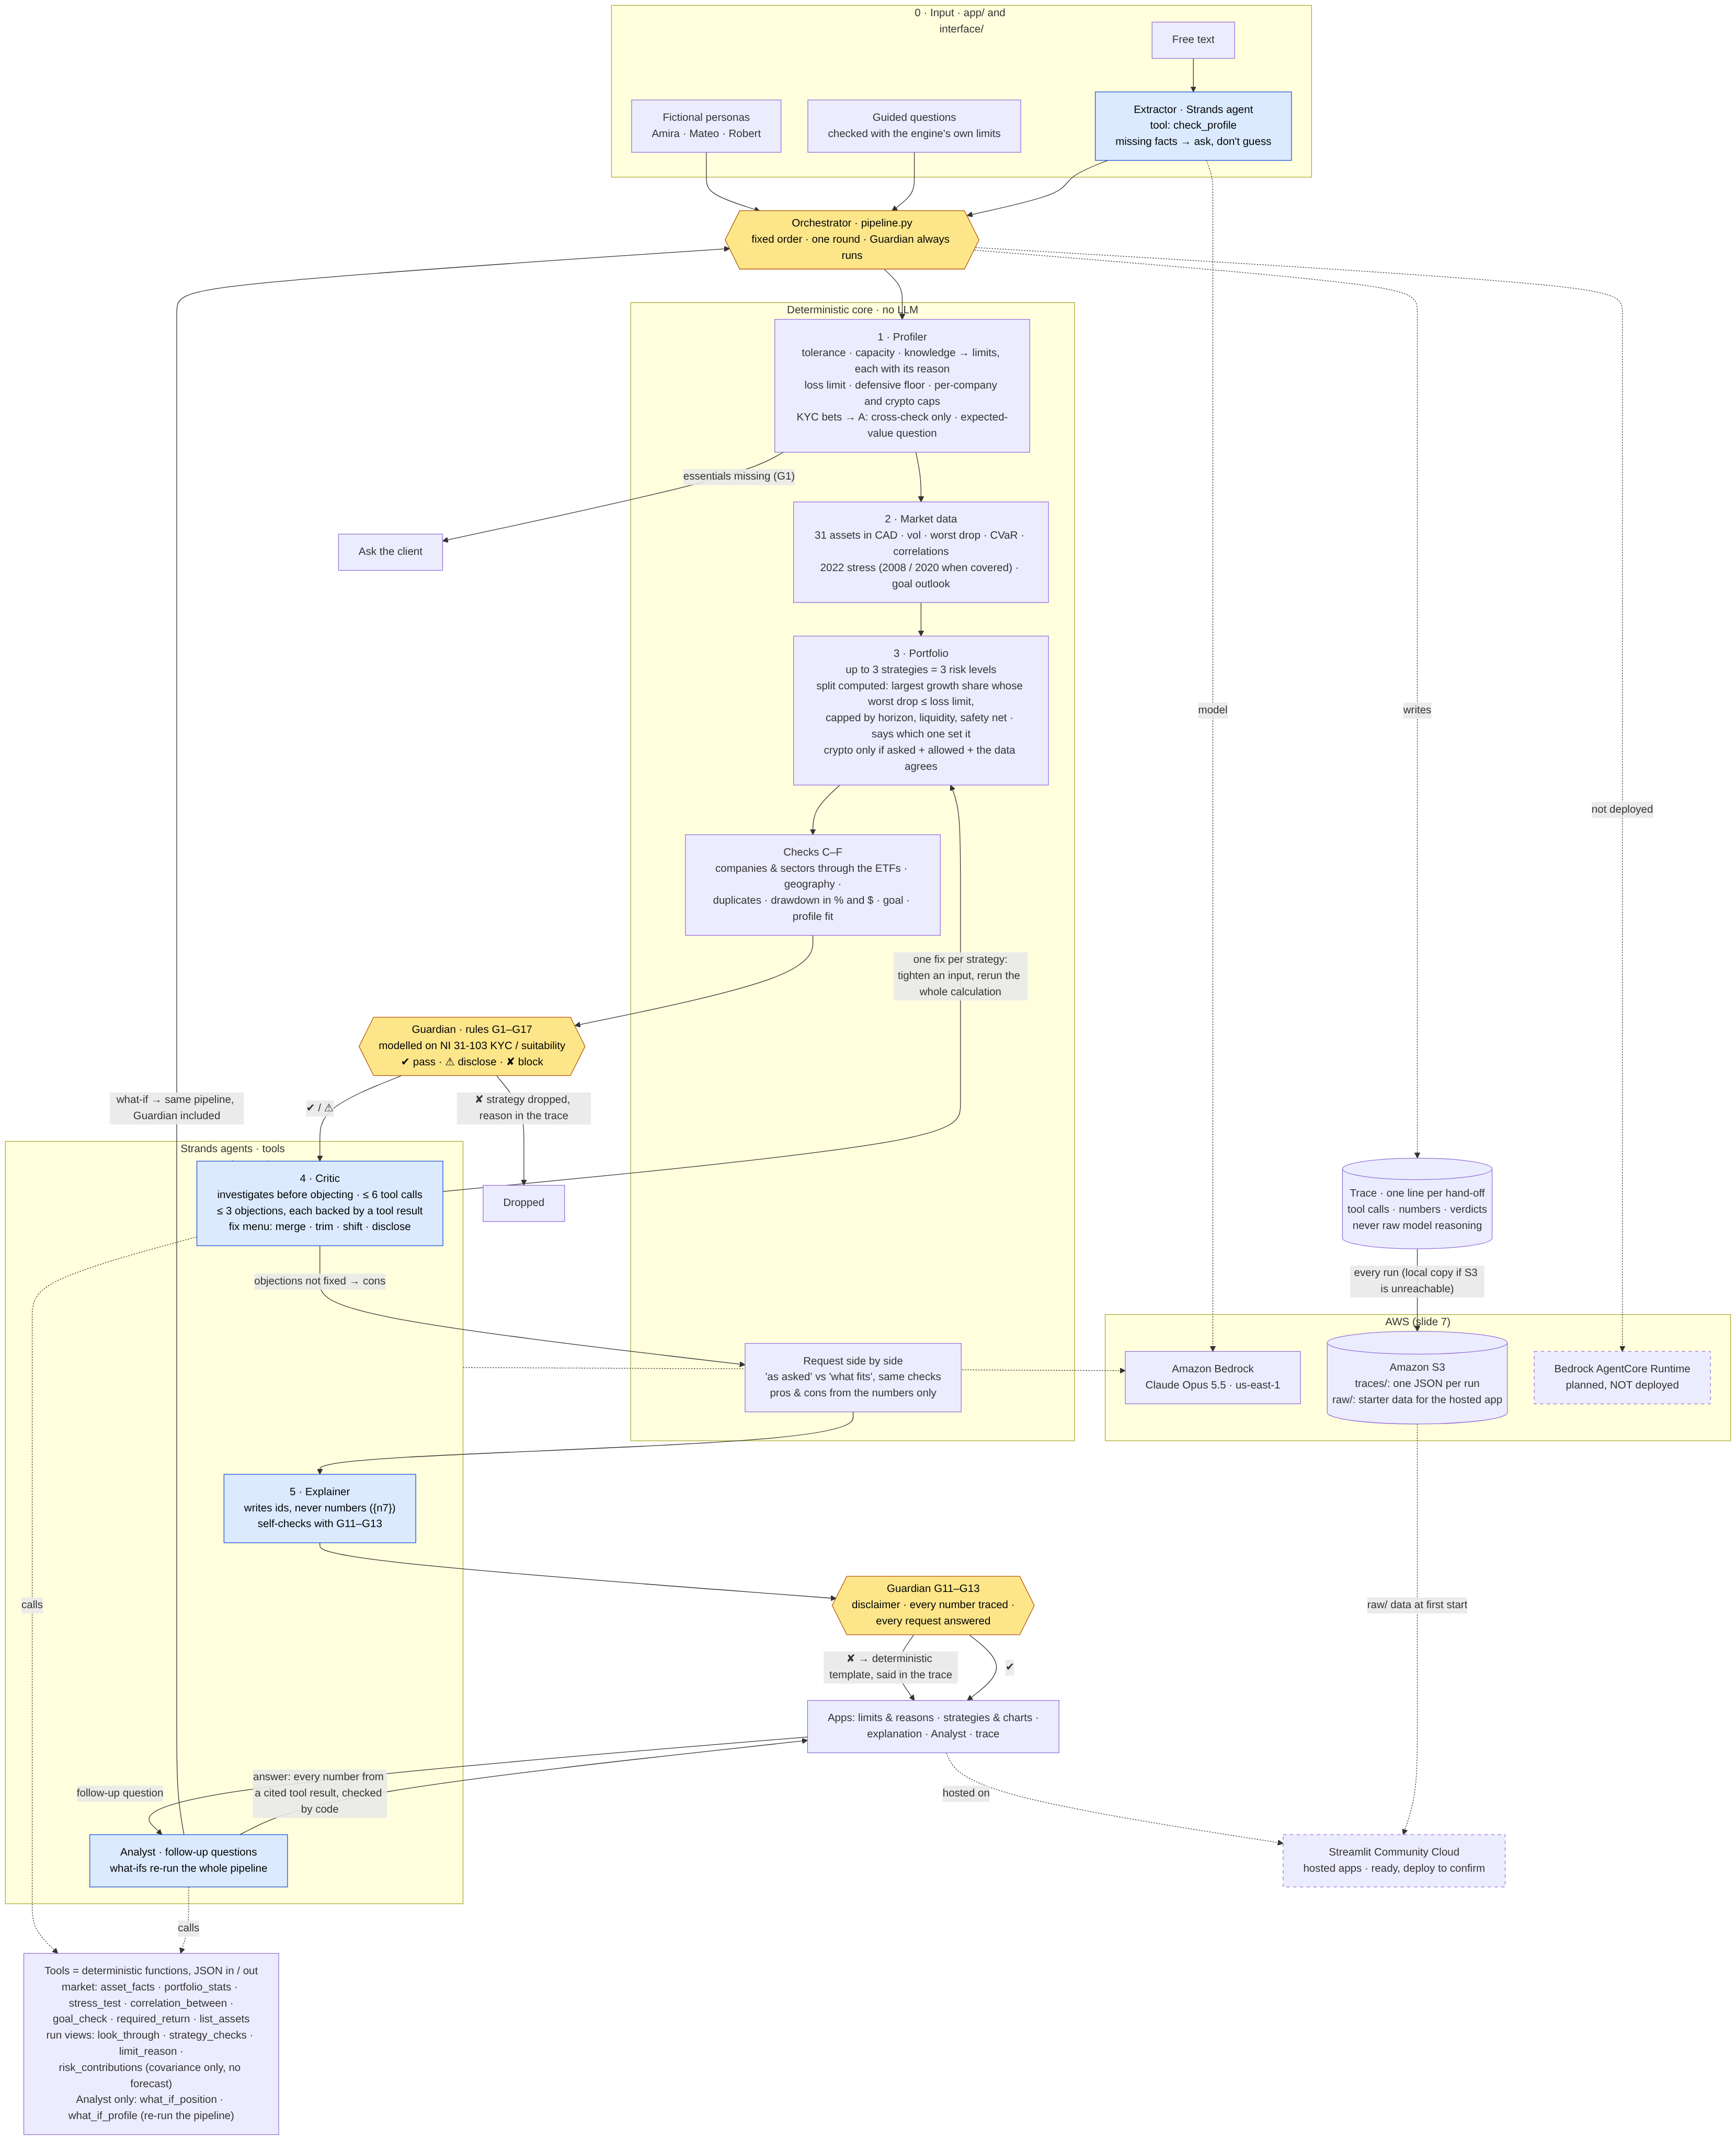 0 · Input · app/ and
interface/
Free text
Fictional personas
Amira · Mateo · Robert
Guided questions
checked with the engine's own limits
Extractor · Strands agent
tool: check_profile
missing facts → ask, don't guess
Orchestrator · pipeline.py
fixed order · one round · Guardian always
runs
Deterministic core · no LLM
1 · Profiler
tolerance · capacity · knowledge → limits,
each with its reason
loss limit · defensive floor · per-company
and crypto caps
KYC bets → A: cross-check only · expected-
value question
essentials missing (G1)
Ask the client
2 · Market data
31 assets in CAD · vol · worst drop · CVaR ·
correlations
2022 stress (2008 / 2020 when covered) ·
goal outlook
3 · Portfolio
up to 3 strategies = 3 risk levels
split computed: largest growth share whose
worst drop ≤ loss limit,
capped by horizon, liquidity, safety net ·
says which one set it
crypto only if asked + allowed + the data
agrees
model
writes
not deployed
Checks C–F
companies & sectors through the ETFs ·
geography ·
duplicates · drawdown in % and $ · goal ·
profile fit
one fix per strategy:
tighten an input, rerun the
whole calculation
Guardian · rules G1–G17
modelled on NI 31-103 KYC / suitability
✔ pass · ⚠ disclose · ✘ block
what-if → same pipeline,
Guardian included
✔ / ⚠
✘ strategy dropped,
reason in the trace
Strands agents · tools
4 · Critic
investigates before objecting · ≤ 6 tool calls
≤ 3 objections, each backed by a tool result
fix menu: merge · trim · shift · disclose
Dropped
Trace · one line per hand-off
tool calls · numbers · verdicts
never raw model reasoning
objections not fixed → cons
every run (local copy if S3
is unreachable)
AWS (slide 7)
Request side by side
'as asked' vs 'what fits', same checks
pros & cons from the numbers only
Amazon Bedrock
Claude Opus 5.5 · us-east-1
Amazon S3
traces/: one JSON per run
raw/: starter data for the hosted app
Bedrock AgentCore Runtime
planned, NOT deployed
5 · Explainer
writes ids, never numbers ({n7})
self-checks with G11–G13
calls
Guardian G11–G13
disclaimer · every number traced ·
every request answered
raw/ data at first start
✘ → deterministic
template, said in the trace
✔
Apps: limits & reasons · strategies & charts ·
explanation · Analyst · trace
follow-up question
answer: every number from
a cited tool result, checked
by code
hosted on
Analyst · follow-up questions
what-ifs re-run the whole pipeline
Streamlit Community Cloud
hosted apps · ready, deploy to confirm
calls
Tools = deterministic functions, JSON in / out
market: asset_facts · portfolio_stats ·
stress_test · correlation_between ·
goal_check · required_return · list_assets
run views: look_through · strategy_checks ·
limit_reason ·
risk_contributions (covariance only, no
forecast)
Analyst only: what_if_position ·
what_if_profile (re-run the pipeline)